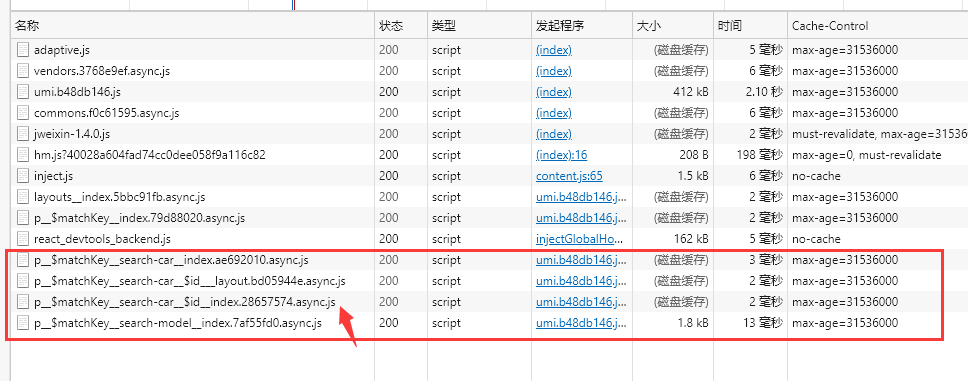 名称 状态 类型 发起程序 大小 时间 Cache-Control
adaptive.js 200 script (index) (磁盘缓存) 5 毫秒 max-age=31536000
vendors.3768e9ef.async.js 200 script (index) (磁盘缓存) 6 毫秒 max-age=31536000
umi.b48db146.js 200 script (index) 412 kB 2.10 秒 max-age=31536000
commons.f0c61595.async.js 200 script (index) (磁盘缓存) 6 毫秒 max-age=31536000
jweixin-1.4.0.js 200 script (index) (磁盘缓存) 2 毫秒 must-revalidate, max-age=31536
hm.js?40028a604fad74cc0dee058f9a116c82 200 script (index):16 208 B 198 毫秒 max-age=0, must-revalidate
inject.js 200 script content.js:65 1.5 kB 6 毫秒 no-cache
layouts__index.5bbc91fb.async.js 200 script umi.b48db146.j... (磁盘缓存) 2 毫秒 max-age=31536000
p__$matchKey__index.79d88020.async.js 200 script umi.b48db146.j... (磁盘缓存) 2 毫秒 max-age=31536000
react_devtools_backend.js 200 script injectGlobalHo... 162 kB 5 毫秒 no-cache
p__$matchKey__search-car__index.ae692010.async.js 200 script umi.b48db146.j... (磁盘缓存) 3 毫秒 max-age=31536000
p__$matchKey__search-car__$id___layout.bd05944e.async.js 200 script umi.b48db146.j... (磁盘缓存) 2 毫秒 max-age=31536000
p__$matchKey__search-car__$id__index.28657574.async.js 200 script umi.b48db146.j... (磁盘缓存) 2 毫秒 max-age=31536000
p__$matchKey__search-model__index.7af55fd0.async.js 200 script umi.b48db146.j... 1.8 kB 13 毫秒 max-age=31536000